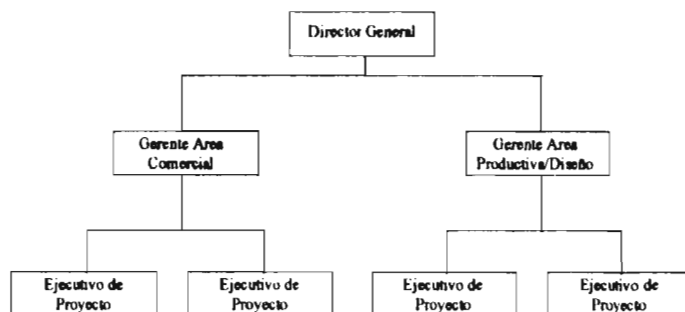 Director General
Gerente Area
Comercial
Gerente Area
Productiva/Diseño
Ejecutivo de
Proyecto
Ejecutivo de
Proyecto
Ejecutivo de
Proyecto
Ejecutivo de
Proyecto